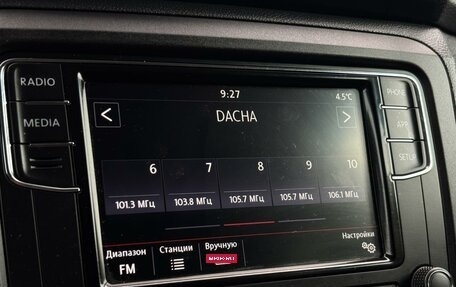 RADIO
MEDIA
9:27
4.5°C
DACHA
6 7 8 9 10
101.3 МГц 103.8 МГц 105.7 МГц 105.7 МГц 106.1 МГц
Диапазон
FM
Станции
Вручную
Настройки
PHONE
APP
SETUP